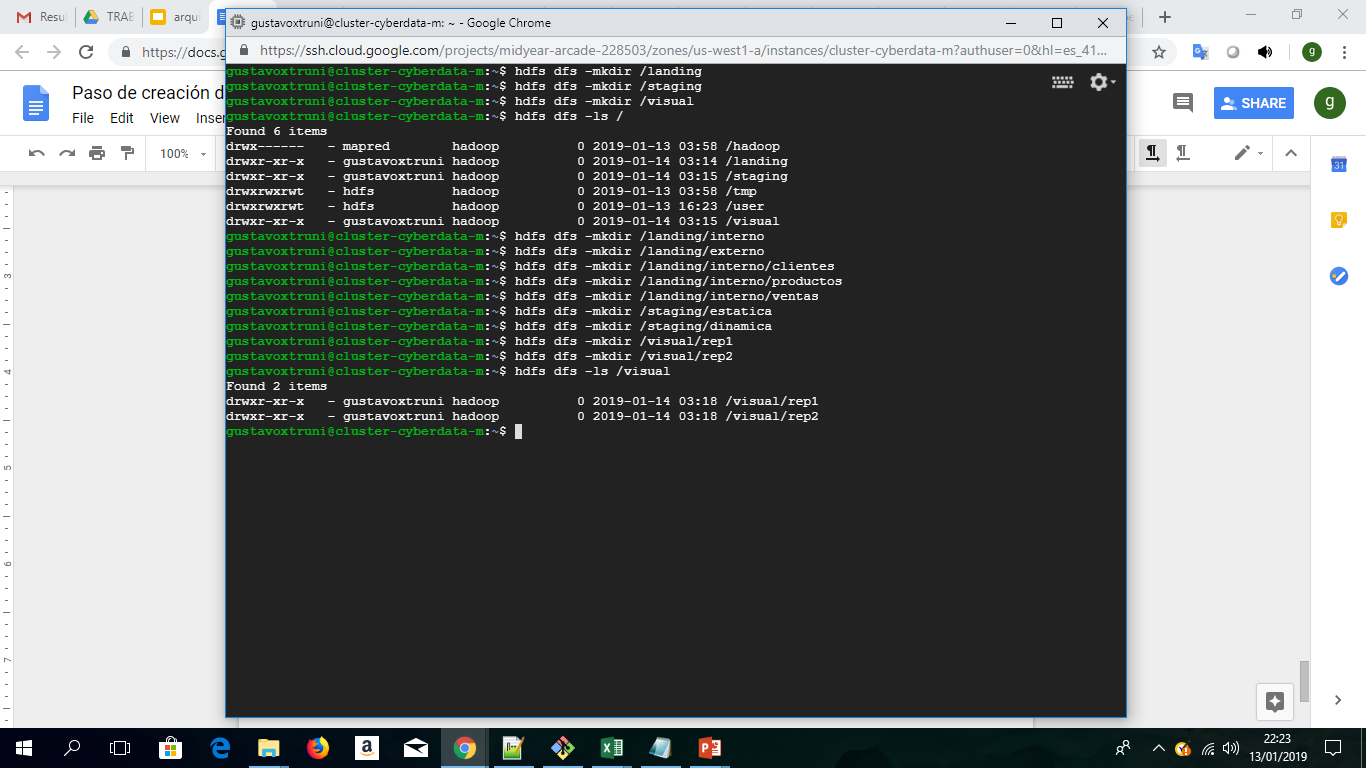 Resu
TRAB
arqu
gustavoxtruni@cluster-cyberdata-m: ~ - Google Chrome
https://docs.g
https://ssh.cloud.google.com/projects/midyear-arcade-228503/zones/us-west1-a/instances/cluster-cyberdata-m?authuser=0&hl=es_41...
g
Paso de creación d
File Edit View Inser
SHARE
g
100%
gustavoxtruni@cluster-cyberdata-m:~$ hdfs dfs -mkdir /landing
gustavoxtruni@cluster-cyberdata-m:~$ hdfs dfs -mkdir /staging
gustavoxtruni@cluster-cyberdata-m:~$ hdfs dfs -mkdir /visual
gustavoxtruni@cluster-cyberdata-m:~$ hdfs dfs -ls /
Found 6 items
drwx------ - mapred hadoop 0 2019-01-13 03:58 /hadoop
drwxr-xr-x - gustavoxtruni hadoop 0 2019-01-14 03:14 /landing
drwxr-xr-x - gustavoxtruni hadoop 0 2019-01-14 03:15 /staging
drwxrwxrwt - hdfs hadoop 0 2019-01-13 03:58 /tmp
drwxrwxrwt - hdfs hadoop 0 2019-01-13 16:23 /user
drwxr-xr-x - gustavoxtruni hadoop 0 2019-01-14 03:15 /visual
gustavoxtruni@cluster-cyberdata-m:~$ hdfs dfs -mkdir /landing/interno
gustavoxtruni@cluster-cyberdata-m:~$ hdfs dfs -mkdir /landing/externo
gustavoxtruni@cluster-cyberdata-m:~$ hdfs dfs -mkdir /landing/interno/clientes
gustavoxtruni@cluster-cyberdata-m:~$ hdfs dfs -mkdir /landing/interno/productos
gustavoxtruni@cluster-cyberdata-m:~$ hdfs dfs -mkdir /landing/interno/ventas
gustavoxtruni@cluster-cyberdata-m:~$ hdfs dfs -mkdir /staging/estatica
gustavoxtruni@cluster-cyberdata-m:~$ hdfs dfs -mkdir /staging/dinamica
gustavoxtruni@cluster-cyberdata-m:~$ hdfs dfs -mkdir /visual/rep1
gustavoxtruni@cluster-cyberdata-m:~$ hdfs dfs -mkdir /visual/rep2
gustavoxtruni@cluster-cyberdata-m:~$ hdfs dfs -ls /visual
Found 2 items
drwxr-xr-x - gustavoxtruni hadoop 0 2019-01-14 03:18 /visual/rep1
drwxr-xr-x - gustavoxtruni hadoop 0 2019-01-14 03:18 /visual/rep2
gustavoxtruni@cluster-cyberdata-m:~$
31
3
4
5
6
7
22:23
13/01/2019